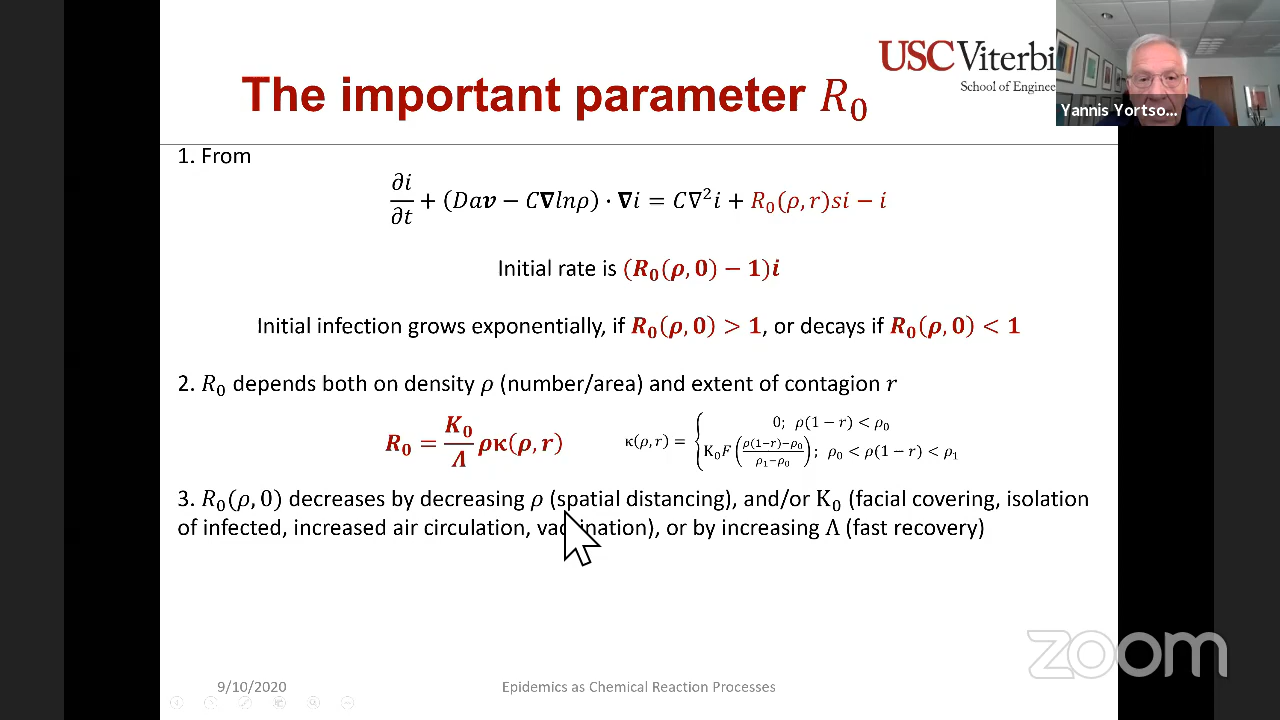 USC Viterbi
School of Enginee
The important parameter R₀
Yannis Yortso...
1. From
∂i/∂t + (Da𝒗 − C∇lnρ) · ∇i = C∇²i + R₀(ρ, r)si − i
Initial rate is (R₀(ρ, 0) − 1)i
Initial infection grows exponentially, if R₀(ρ, 0) > 1, or decays if R₀(ρ, 0) < 1
2. R₀ depends both on density ρ (number/area) and extent of contagion r
R₀ = K₀/Λ ρκ(ρ, r)
κ(ρ, r) = { 0; ρ(1 − r) < ρ₀
K₀F((ρ(1−r)−ρ₀)/(ρ₁−ρ₀)); ρ₀ < ρ(1 − r) < ρ₁
3. R₀(ρ, 0) decreases by decreasing ρ (spatial distancing), and/or K₀ (facial covering, isolation
of infected, increased air circulation, vaccination), or by increasing Λ (fast recovery)
zoom
9/10/2020
Epidemics as Chemical Reaction Processes